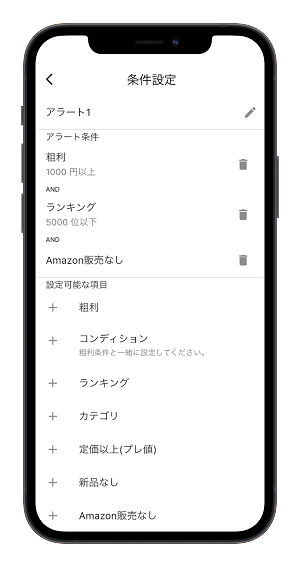 条件設定
アラート1
アラート条件
粗利
1000 円以上
AND
ランキング
5000 位以下
AND
Amazon販売なし
設定可能な項目
粗利
コンディション
粗利条件と一緒に設定してください。
ランキング
カテゴリ
定価以上(プレ値)
新品なし
Amazon販売なし